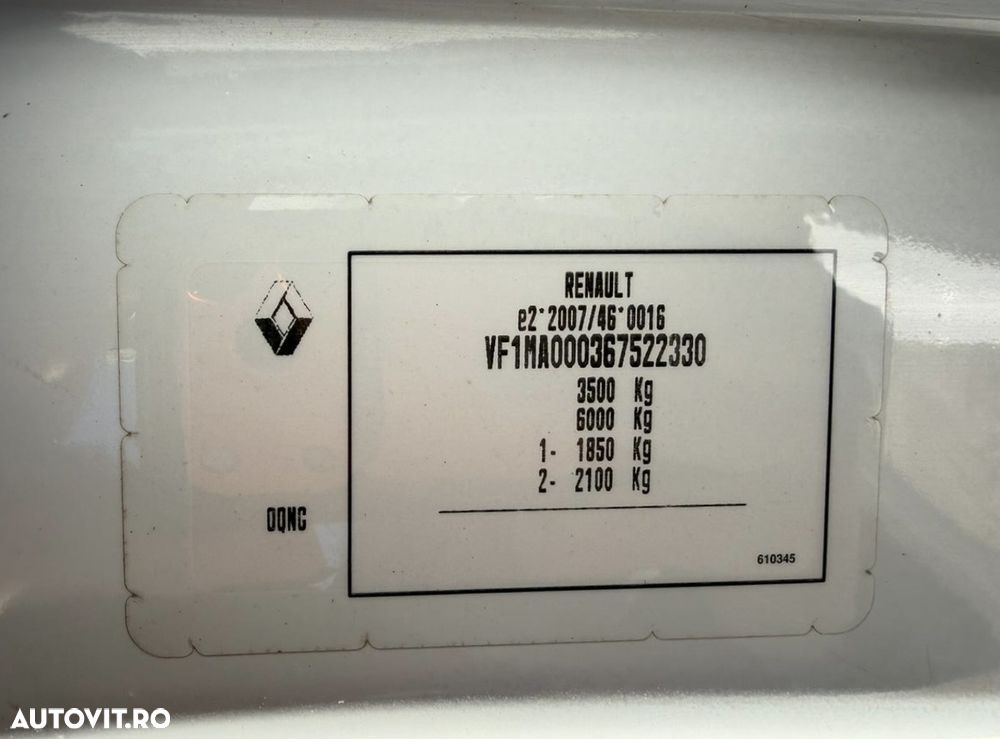 RENAULT
e2*2007/46*0016
VF1MA000367522330
3500 Kg
6000 Kg
1- 1850 Kg
2- 2100 Kg
OQNC
610345
AUTOVIT.RO